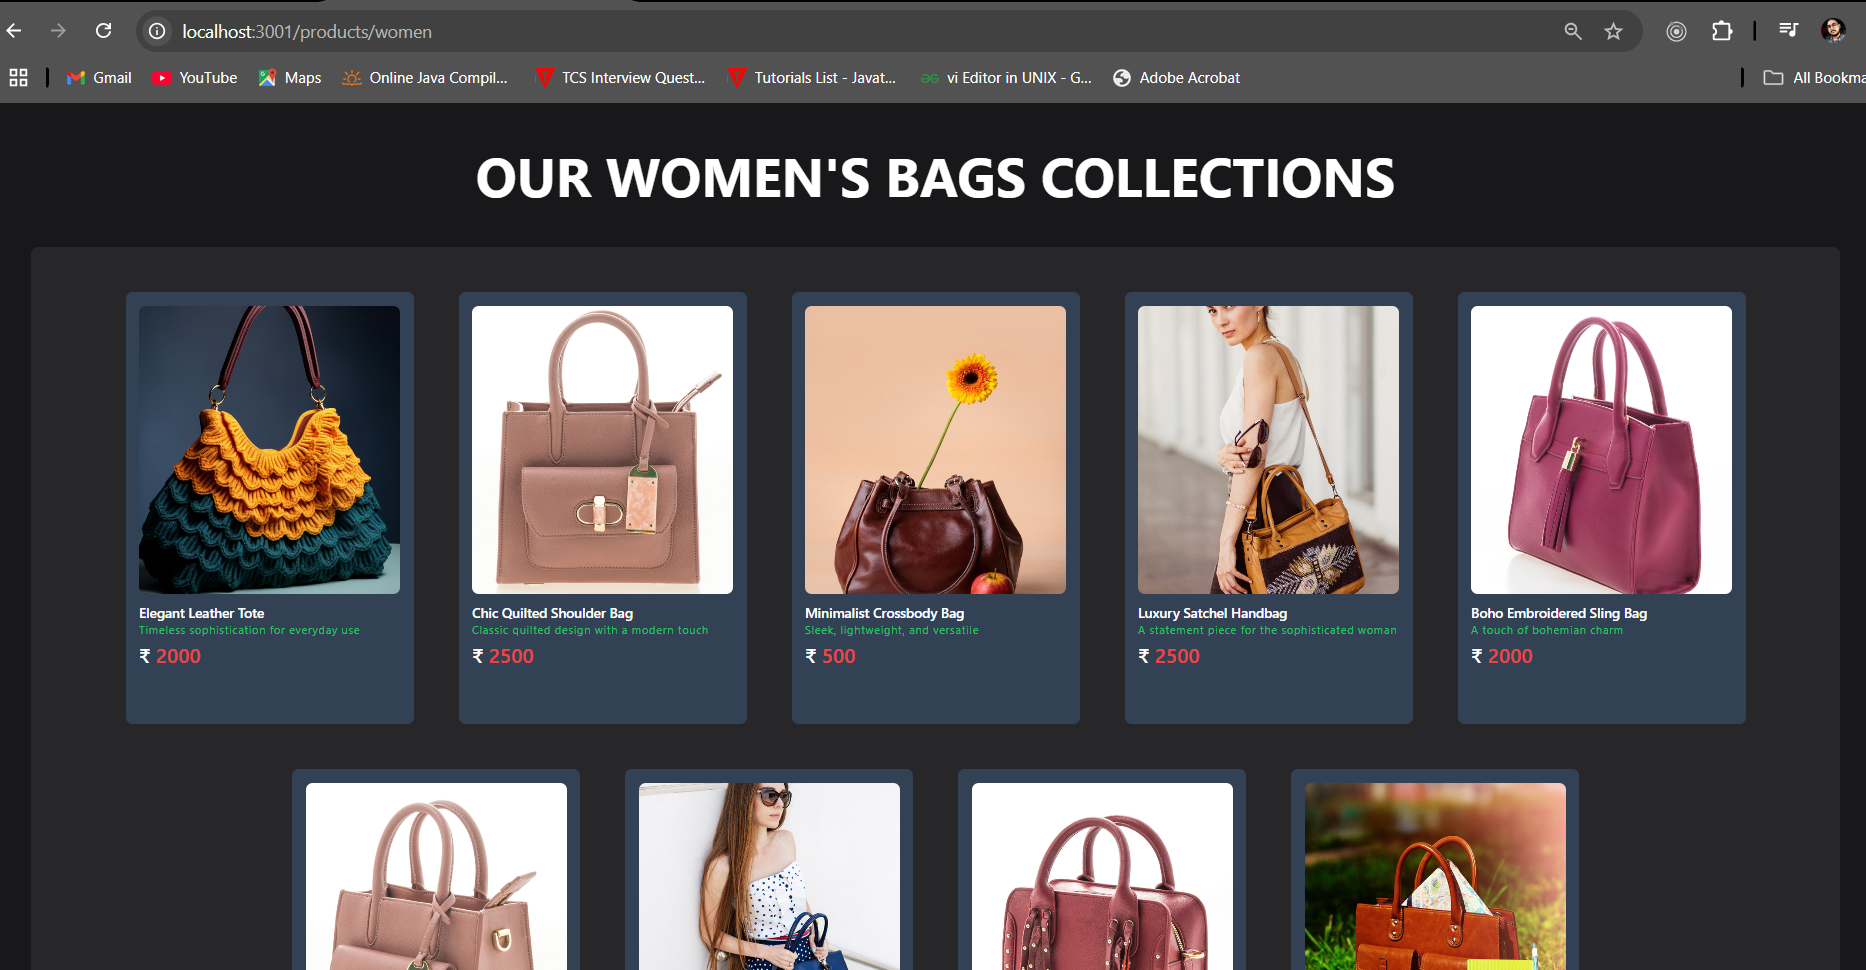 localhost:3001/products/women
Gmail
YouTube
Maps
Online Java Compil...
TCS Interview Quest...
Tutorials List - Javat...
vi Editor in UNIX - G...
Adobe Acrobat
All Bookma
OUR WOMEN'S BAGS COLLECTIONS
Elegant Leather Tote
Timeless sophistication for everyday use
₹ 2000
Chic Quilted Shoulder Bag
Classic quilted design with a modern touch
₹ 2500
Minimalist Crossbody Bag
Sleek, lightweight, and versatile
₹ 500
Luxury Satchel Handbag
A statement piece for the sophisticated woman
₹ 2500
Boho Embroidered Sling Bag
A touch of bohemian charm
₹ 2000